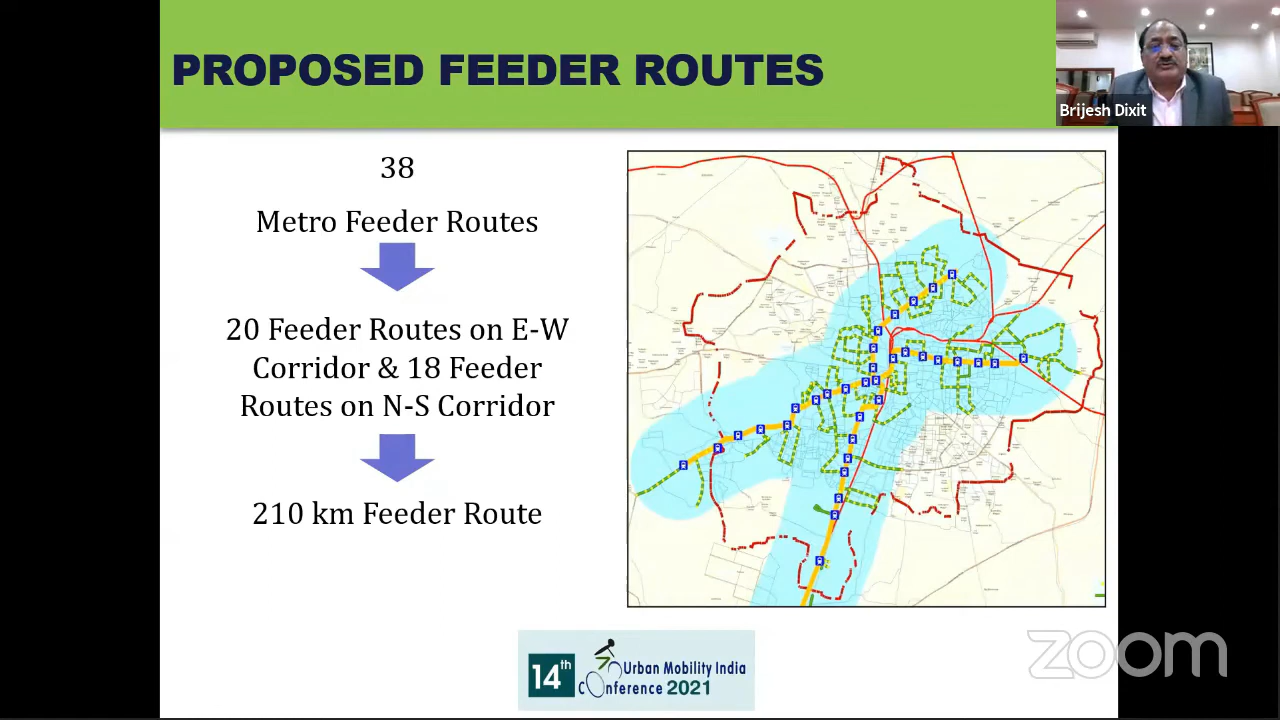 PROPOSED FEEDER ROUTES
Brijesh Dixit
38
Metro Feeder Routes
20 Feeder Routes on E-W
Corridor & 18 Feeder
Routes on N-S Corridor
210 km Feeder Route
14th
Urban Mobility India
Conference 2021
zoom